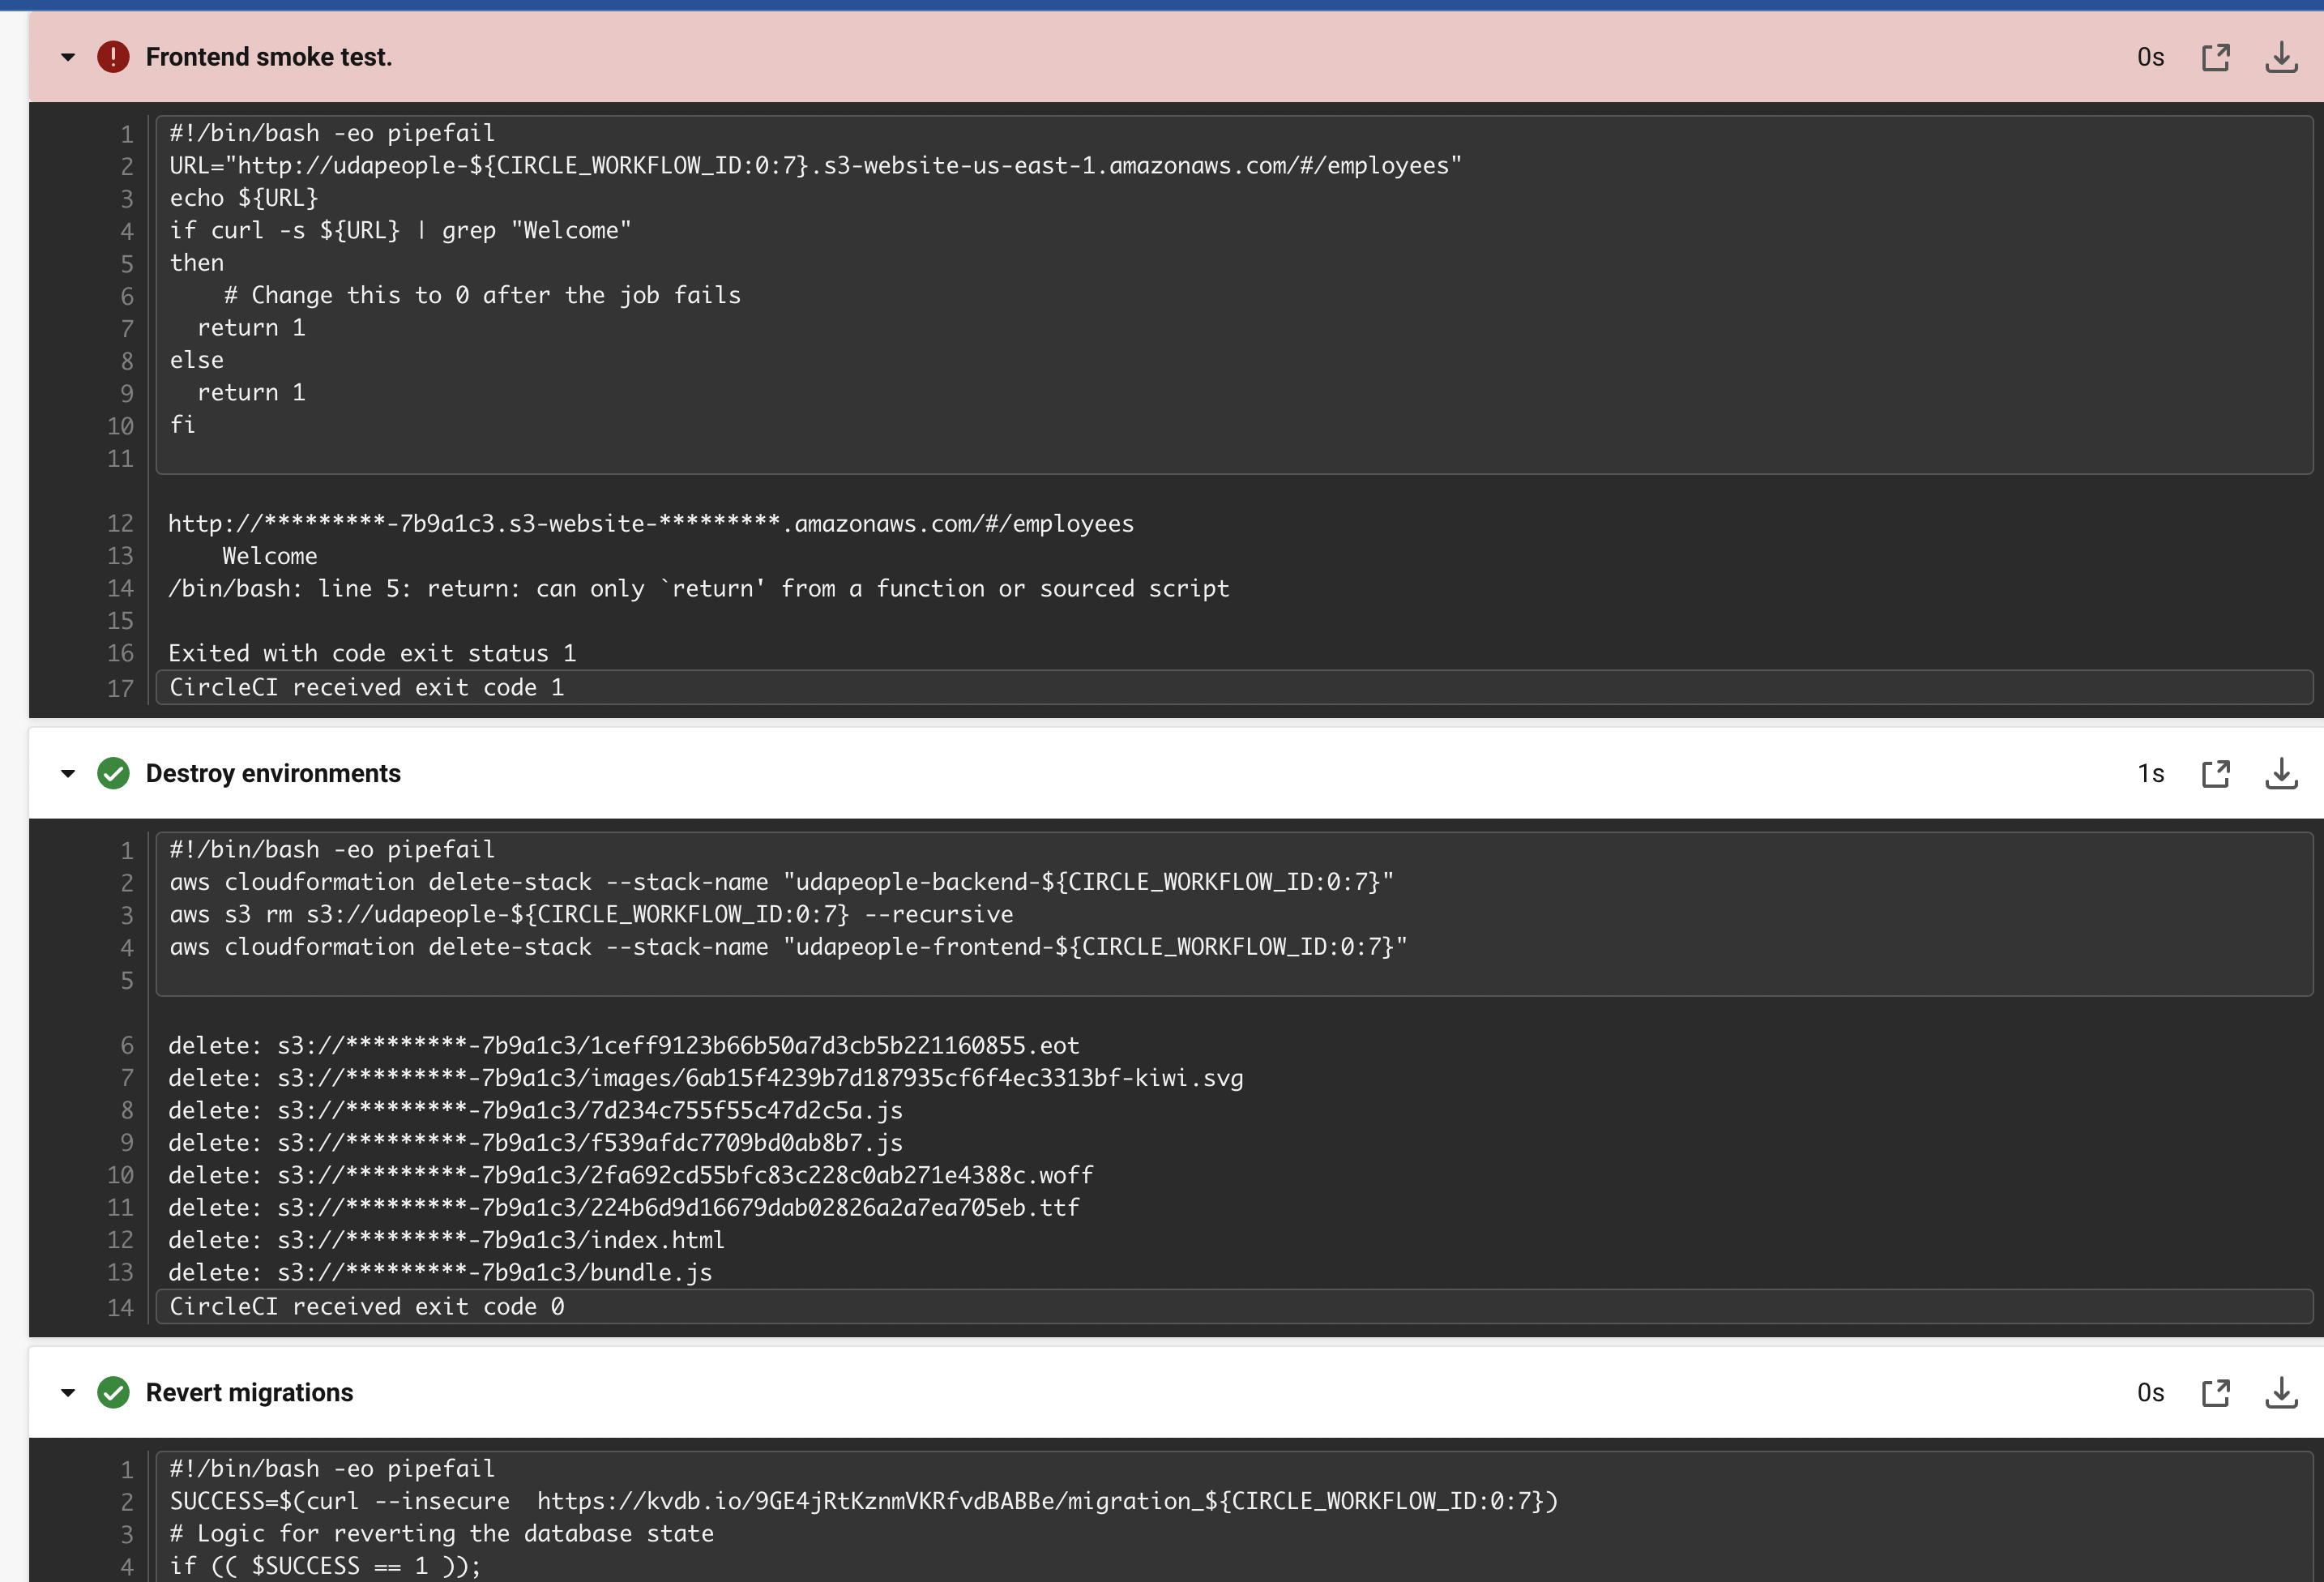 Frontend smoke test.
0s
1 #!/bin/bash -eo pipefail
2 URL="http://udapeople-${CIRCLE_WORKFLOW_ID:0:7}.s3-website-us-east-1.amazonaws.com/#/employees"
3 echo ${URL}
4 if curl -s ${URL} | grep "Welcome"
5 then
6     # Change this to 0 after the job fails
7   return 1
8 else
9   return 1
10 fi
11
12 http://*********-7b9a1c3.s3-website-*********.amazonaws.com/#/employees
13     Welcome
14 /bin/bash: line 5: return: can only `return' from a function or sourced script
15
16 Exited with code exit status 1
17 CircleCI received exit code 1
Destroy environments
1s
1 #!/bin/bash -eo pipefail
2 aws cloudformation delete-stack --stack-name "udapeople-backend-${CIRCLE_WORKFLOW_ID:0:7}"
3 aws s3 rm s3://udapeople-${CIRCLE_WORKFLOW_ID:0:7} --recursive
4 aws cloudformation delete-stack --stack-name "udapeople-frontend-${CIRCLE_WORKFLOW_ID:0:7}"
5
6 delete: s3://*********-7b9a1c3/1ceff9123b66b50a7d3cb5b221160855.eot
7 delete: s3://*********-7b9a1c3/images/6ab15f4239b7d187935cf6f4ec3313bf-kiwi.svg
8 delete: s3://*********-7b9a1c3/7d234c755f55c47d2c5a.js
9 delete: s3://*********-7b9a1c3/f539afdc7709bd0ab8b7.js
10 delete: s3://*********-7b9a1c3/2fa692cd55bfc83c228c0ab271e4388c.woff
11 delete: s3://*********-7b9a1c3/224b6d9d16679dab02826a2a7ea705eb.ttf
12 delete: s3://*********-7b9a1c3/index.html
13 delete: s3://*********-7b9a1c3/bundle.js
14 CircleCI received exit code 0
Revert migrations
0s
1 #!/bin/bash -eo pipefail
2 SUCCESS=$(curl --insecure  https://kvdb.io/9GE4jRtKznmVKRfvdBABBe/migration_${CIRCLE_WORKFLOW_ID:0:7})
3 # Logic for reverting the database state
4 if (( $SUCCESS == 1 ));